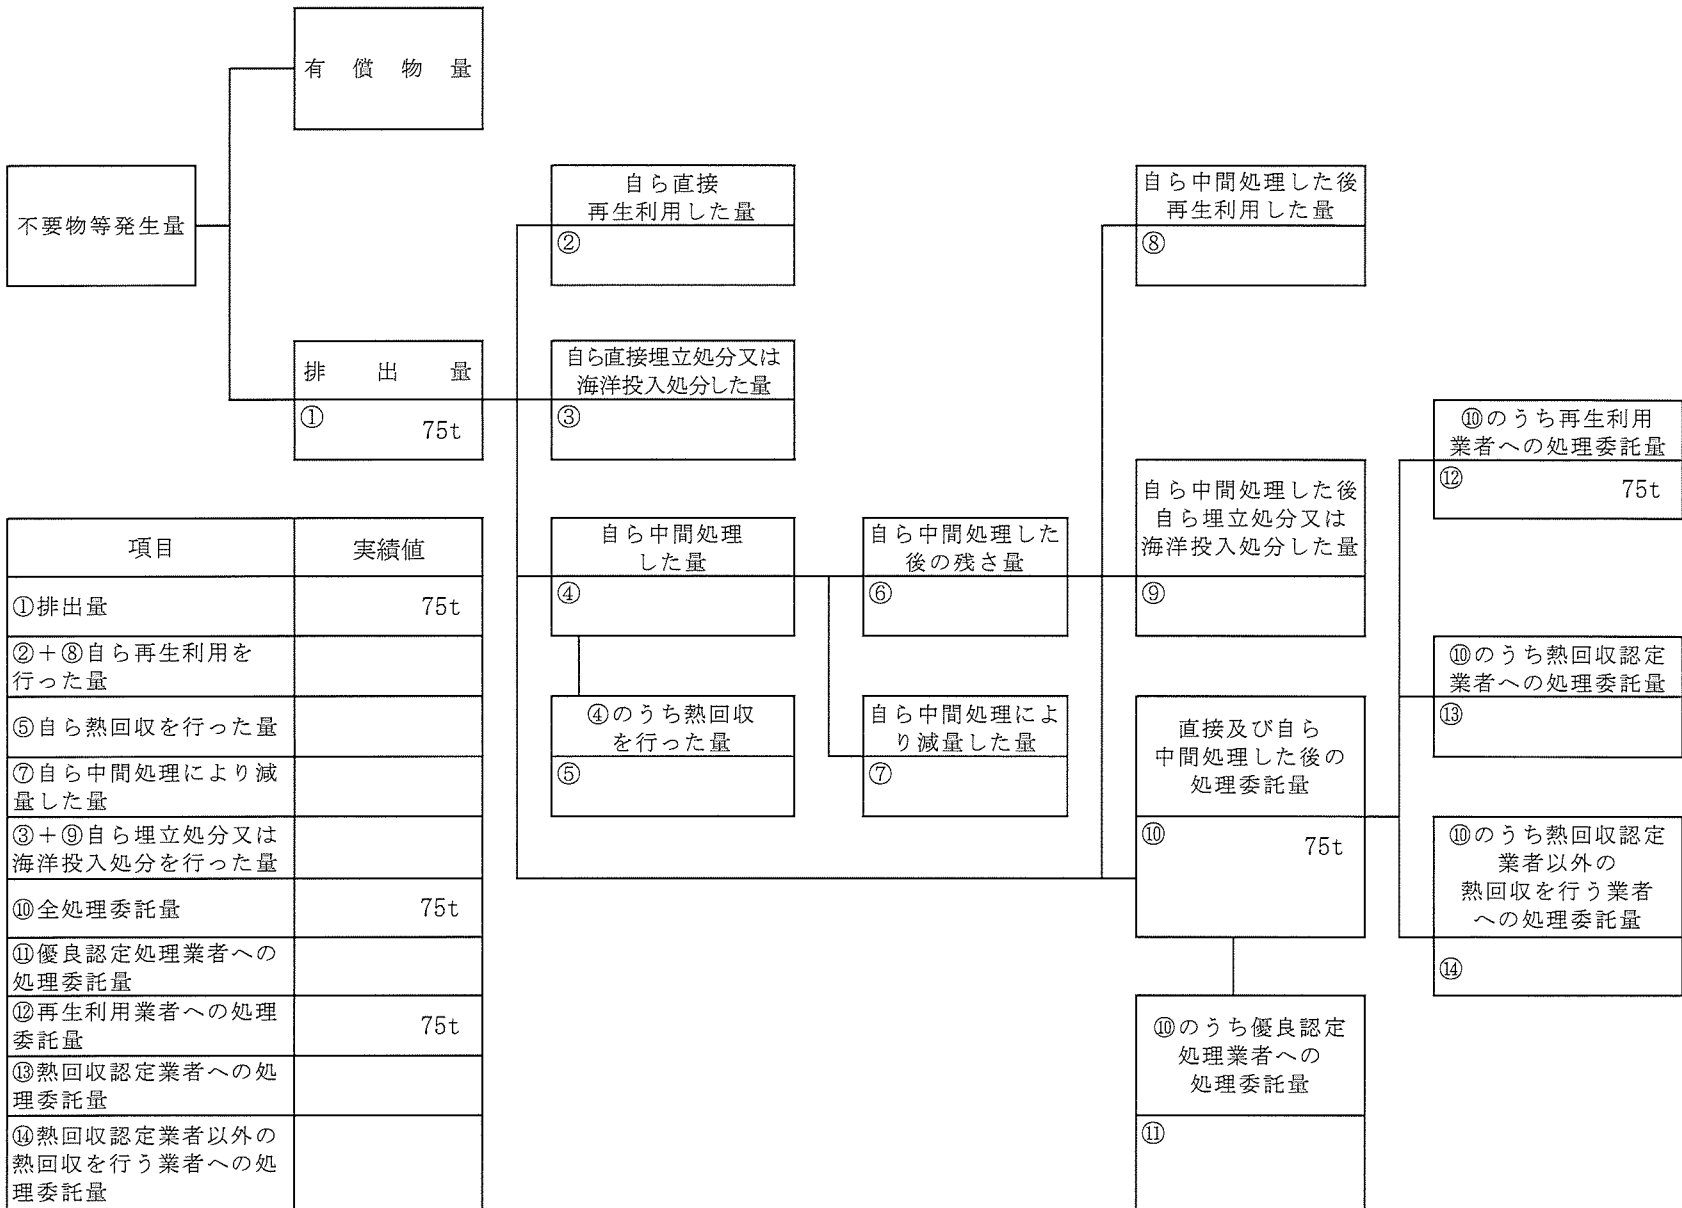 有償物量
不要物等発生量
排出量
①
75t
自ら直接
再生利用した量
②
自ら直接埋立処分又は
海洋投入処分した量
③
自ら中間処理
した量
④
④のうち熱回収
を行った量
⑤
自ら中間処理した
後の残さ量
⑥
自ら中間処理によ
り減量した量
⑦
自ら中間処理した後
再生利用した量
⑧
自ら中間処理した後
自ら埋立処分又は
海洋投入処分した量
⑨
直接及び自ら
中間処理した後の
処理委託量
⑩
75t
⑩のうち優良認定
処理業者への
処理委託量
⑪
⑩のうち再生利用
業者への処理委託量
⑫
75t
⑩のうち熱回収認定
業者への処理委託量
⑬
⑩のうち熱回収認定
業者以外の
熱回収を行う業者
への処理委託量
⑭
項目 実績値
①排出量 75t
②+⑧自ら再生利用を
行った量
⑤自ら熱回収を行った量
⑦自ら中間処理により減
量した量
③+⑨自ら埋立処分又は
海洋投入処分を行った量
⑩全処理委託量 75t
⑪優良認定処理業者への
処理委託量
⑫再生利用業者への処理
委託量 75t
⑬熱回収認定業者への処
理委託量
⑭熱回収認定業者以外の
熱回収を行う業者への処
理委託量